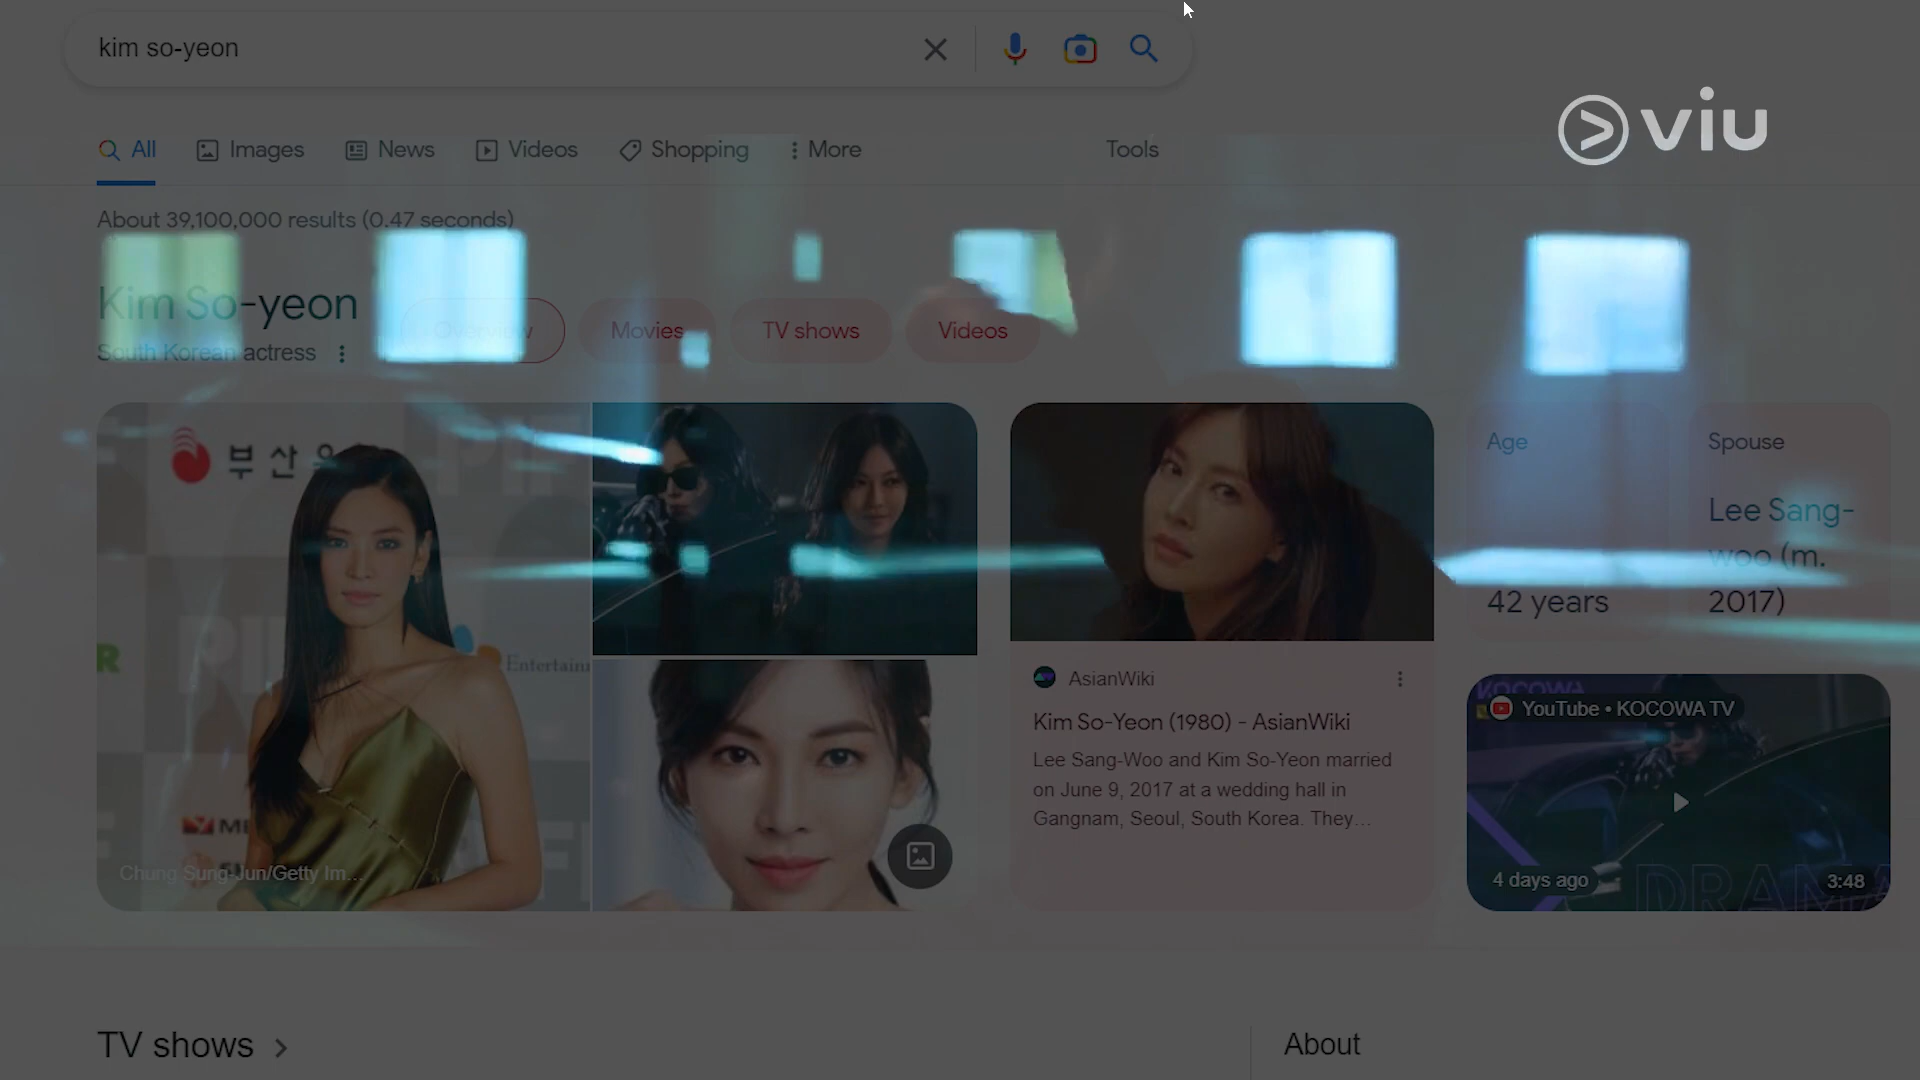 kim so-yeon
viu
All
Images
News
Videos
Shopping
More
Tools
About 39,100,000 results (0.47 seconds)
Kim So-yeon
South Korean actress
Overview
Movies
TV shows
Videos
부산
Entertainm
Chung Sung-Jun/Getty Im...
AsianWiki
Kim So-Yeon (1980) - AsianWiki
Lee Sang-Woo and Kim So-Yeon married
on June 9, 2017 at a wedding hall in
Gangnam, Seoul, South Korea. They...
Age
42 years
Spouse
Lee Sang-
woo (m.
2017)
KOCOWA
YouTube • KOCOWA TV
4 days ago
DRAMA
3:48
TV shows
About